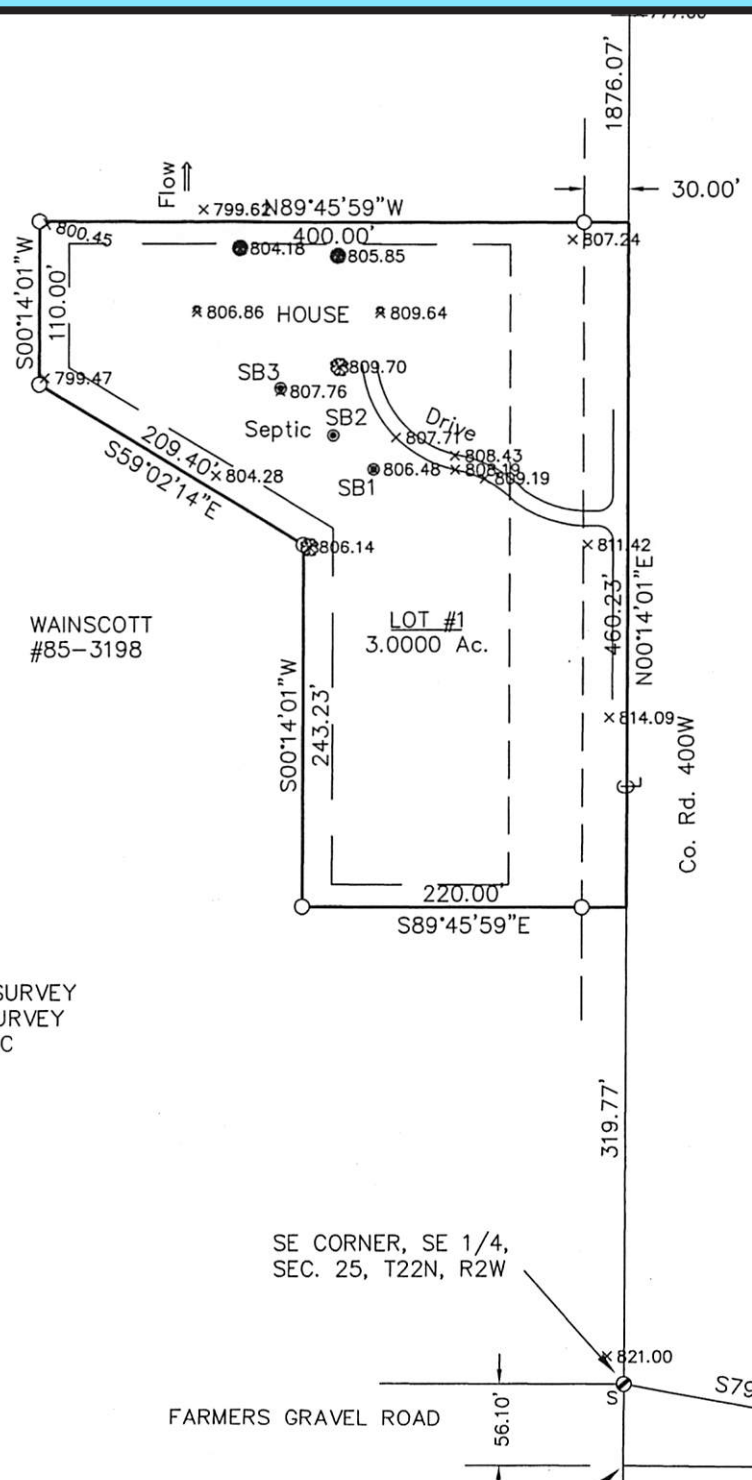 1876.07'
30.00'
Flow
799.62
N89°45'59"W
800.45
400.00'
807.24
804.18
805.85
S00°14'01"W
110.00'
806.86
HOUSE
809.64
799.47
809.70
SB3
807.76
SB2
Drive
Septic
807.71
808.43
209.40'
804.28
SB1
806.48
808.19
809.19
S59°02'14"E
806.14
811.42
WAINSCOTT
#85-3198
LOT #1
3.0000 Ac.
460.23'
N00°14'01"E
S00°14'01"W
243.23'
814.09
Co. Rd. 400W
220.00'
S89°45'59"E
SURVEY
URVEY
C
319.77'
SE CORNER, SE 1/4,
SEC. 25, T22N, R2W
821.00
S
S79
FARMERS GRAVEL ROAD
56.10'